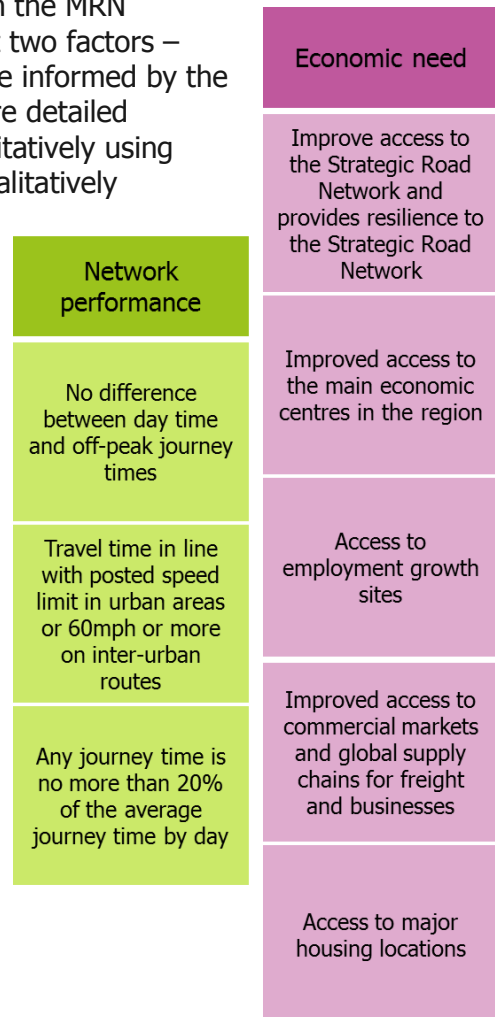 n the MRN
t two factors –
e informed by the
re detailed
itatively using
alitatively
Network
performance
No difference
between day time
and off-peak journey
times
Travel time in line
with posted speed
limit in urban areas
or 60mph or more
on inter-urban
routes
Any journey time is
no more than 20%
of the average
journey time by day
Economic need
Improve access to
the Strategic Road
Network and
provides resilience to
the Strategic Road
Network
Improved access to
the main economic
centres in the region
Access to
employment growth
sites
Improved access to
commercial markets
and global supply
chains for freight
and businesses
Access to major
housing locations